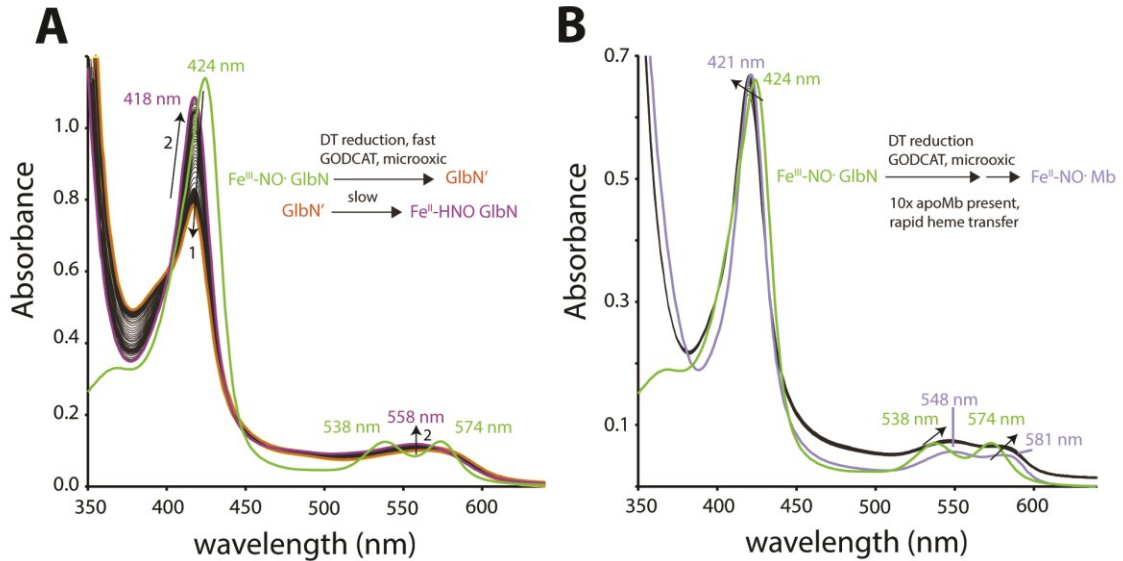 A
424 nm
418 nm
2
1
DT reduction, fast
GODCAT, microoxic
Feᴵᴵᴵ-NO· GlbN
GlbN’
slow
GlbN’
Feᴵᴵ-HNO GlbN
538 nm
558 nm
2
574 nm
Absorbance
1.0
0.8
0.6
0.4
0.2
0.0
350
400
450
500
550
600
wavelength (nm)
B
421 nm
424 nm
DT reduction
GODCAT, microoxic
Feᴵᴵᴵ-NO· GlbN
Feᴵᴵ-NO· Mb
10x apoMb present,
rapid heme transfer
548 nm
538 nm
574 nm
581 nm
Absorbance
0.7
0.5
0.3
0.1
350
400
450
500
550
600
wavelength (nm)